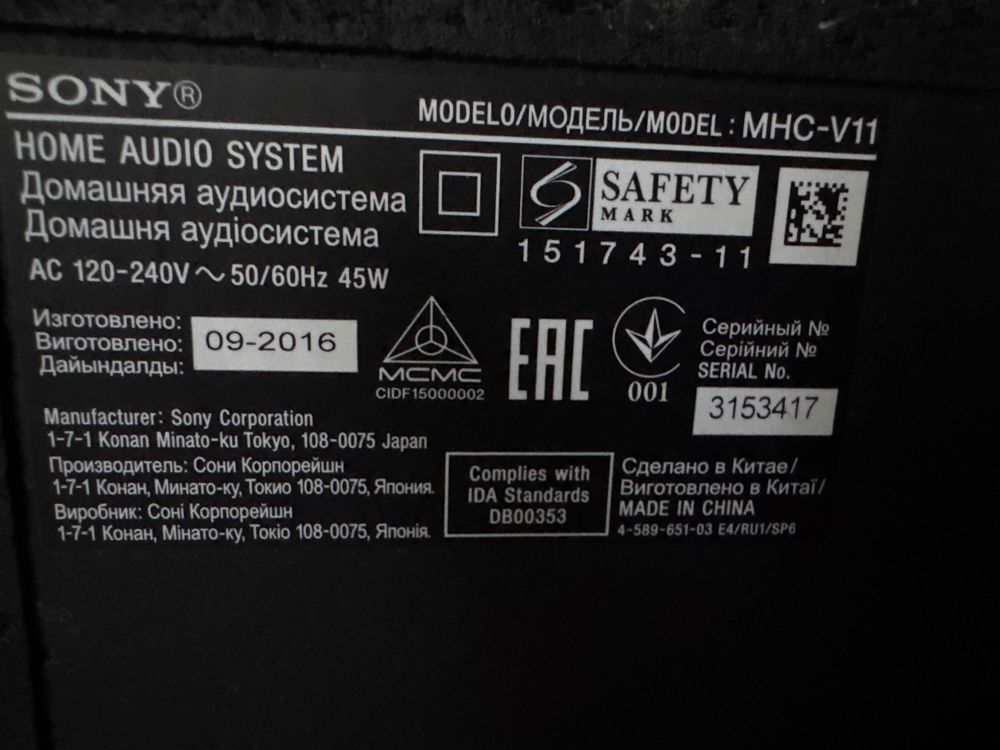 SONY®
MODELO/МОДЕЛЬ/MODEL : MHC-V11
HOME AUDIO SYSTEM
Домашняя аудиосистема
Домашня аудіосистема
AC 120-240V ~ 50/60Hz 45W
S SAFETY
MARK
151743-11
Изготовлено:
Виготовлено:
Дайындалды:
09-2016
MCMC
CIDF15000002
EAC
001
Серийный №
Серійний №
SERIAL No.
3153417
Manufacturer: Sony Corporation
1-7-1 Konan Minato-ku Tokyo, 108-0075 Japan
Производитель: Сони Корпорейшн
1-7-1 Конан, Минато-ку, Токио 108-0075, Япония.
Виробник: Соні Корпорейшн
1-7-1 Конан, Мінато-ку, Токіо 108-0075, Японія.
Complies with
IDA Standards
DB00353
Сделано в Китае/
Виготовлено в Китаї/
MADE IN CHINA
4-589-651-03 E4/RU1/SP6